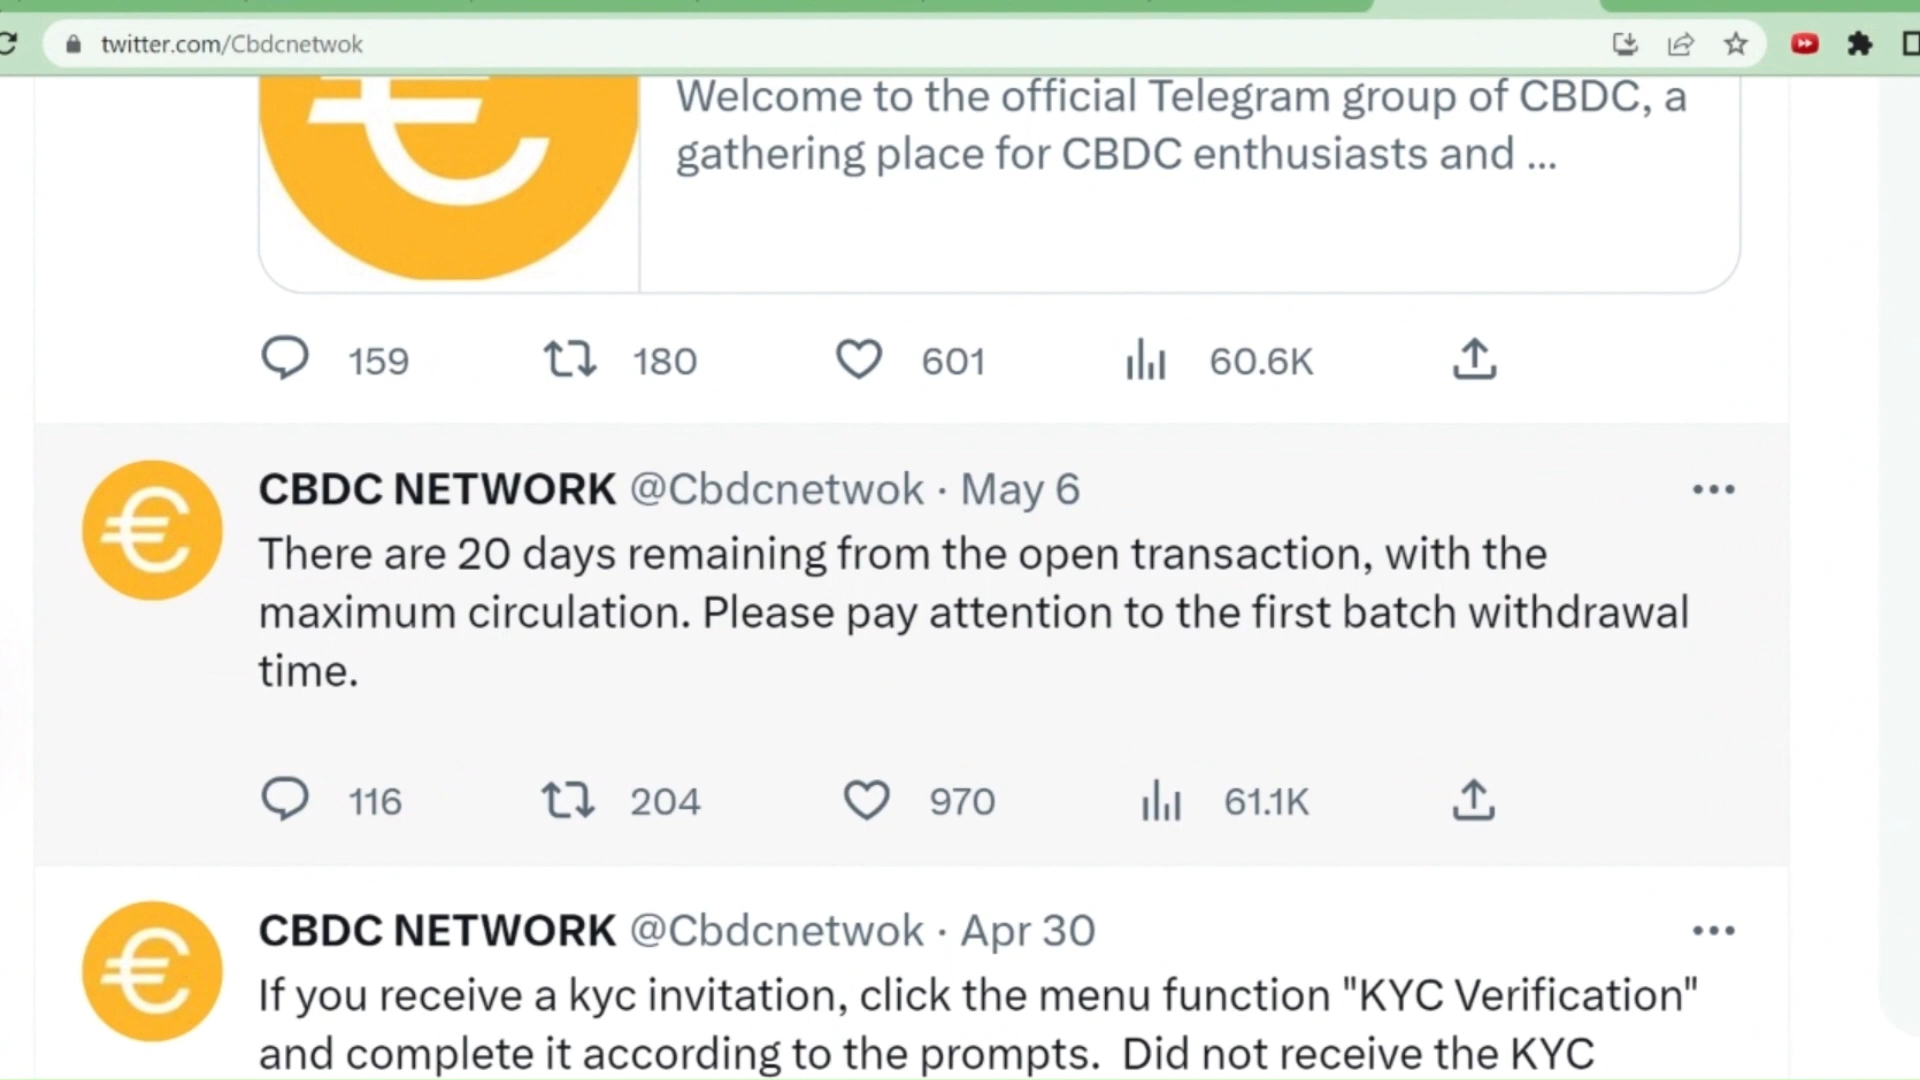 twitter.com/Cbdcnetwok
Welcome to the official Telegram group of CBDC, a
gathering place for CBDC enthusiasts and ...
159 180 601 60.6K
CBDC NETWORK @Cbdcnetwok · May 6
There are 20 days remaining from the open transaction, with the
maximum circulation. Please pay attention to the first batch withdrawal
time.
116 204 970 61.1K
CBDC NETWORK @Cbdcnetwok · Apr 30
If you receive a kyc invitation, click the menu function "KYC Verification"
and complete it according to the prompts.  Did not receive the KYC